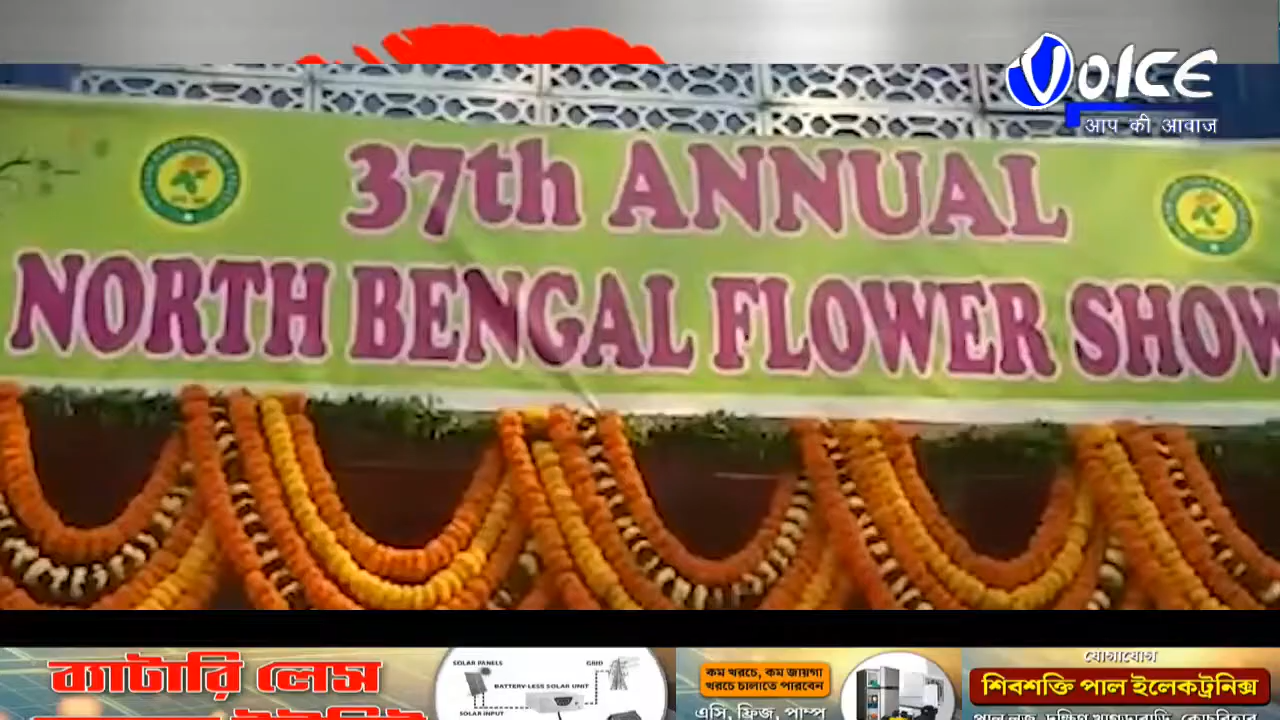 VOICE
आप की आवाज
37th ANNUAL
NORTH BENGAL FLOWER SHOW
ব্যাটারি লেস
SOLAR PANELS
GRID
BATTERY-LESS SOLAR UNIT
SOLAR INPUT
কম খরচে, কম জায়গা
খরচে চালাতে পারবেন
এসি, ফ্রিজ, পাম্প
যোগাযোগ
শিবশক্তি পাল ইলেকট্রনিক্স